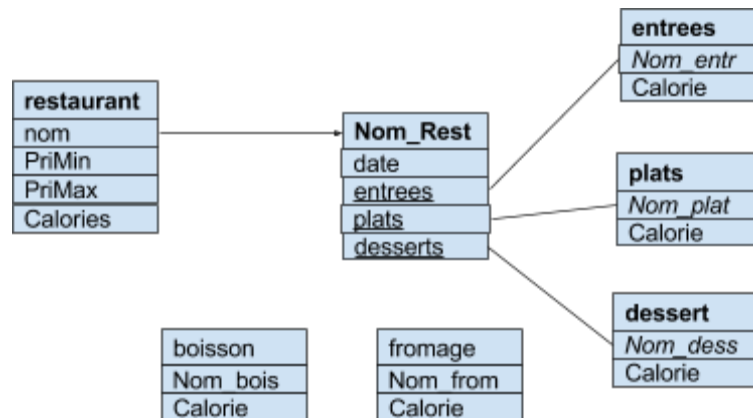 restaurant
nom
PriMin
PriMax
Calories
Nom_Rest
date
entrees
plats
desserts
entrees
Nom_entr
Calorie
plats
Nom_plat
Calorie
dessert
Nom_dess
Calorie
boisson
Nom_bois
Calorie
fromage
Nom_from
Calorie